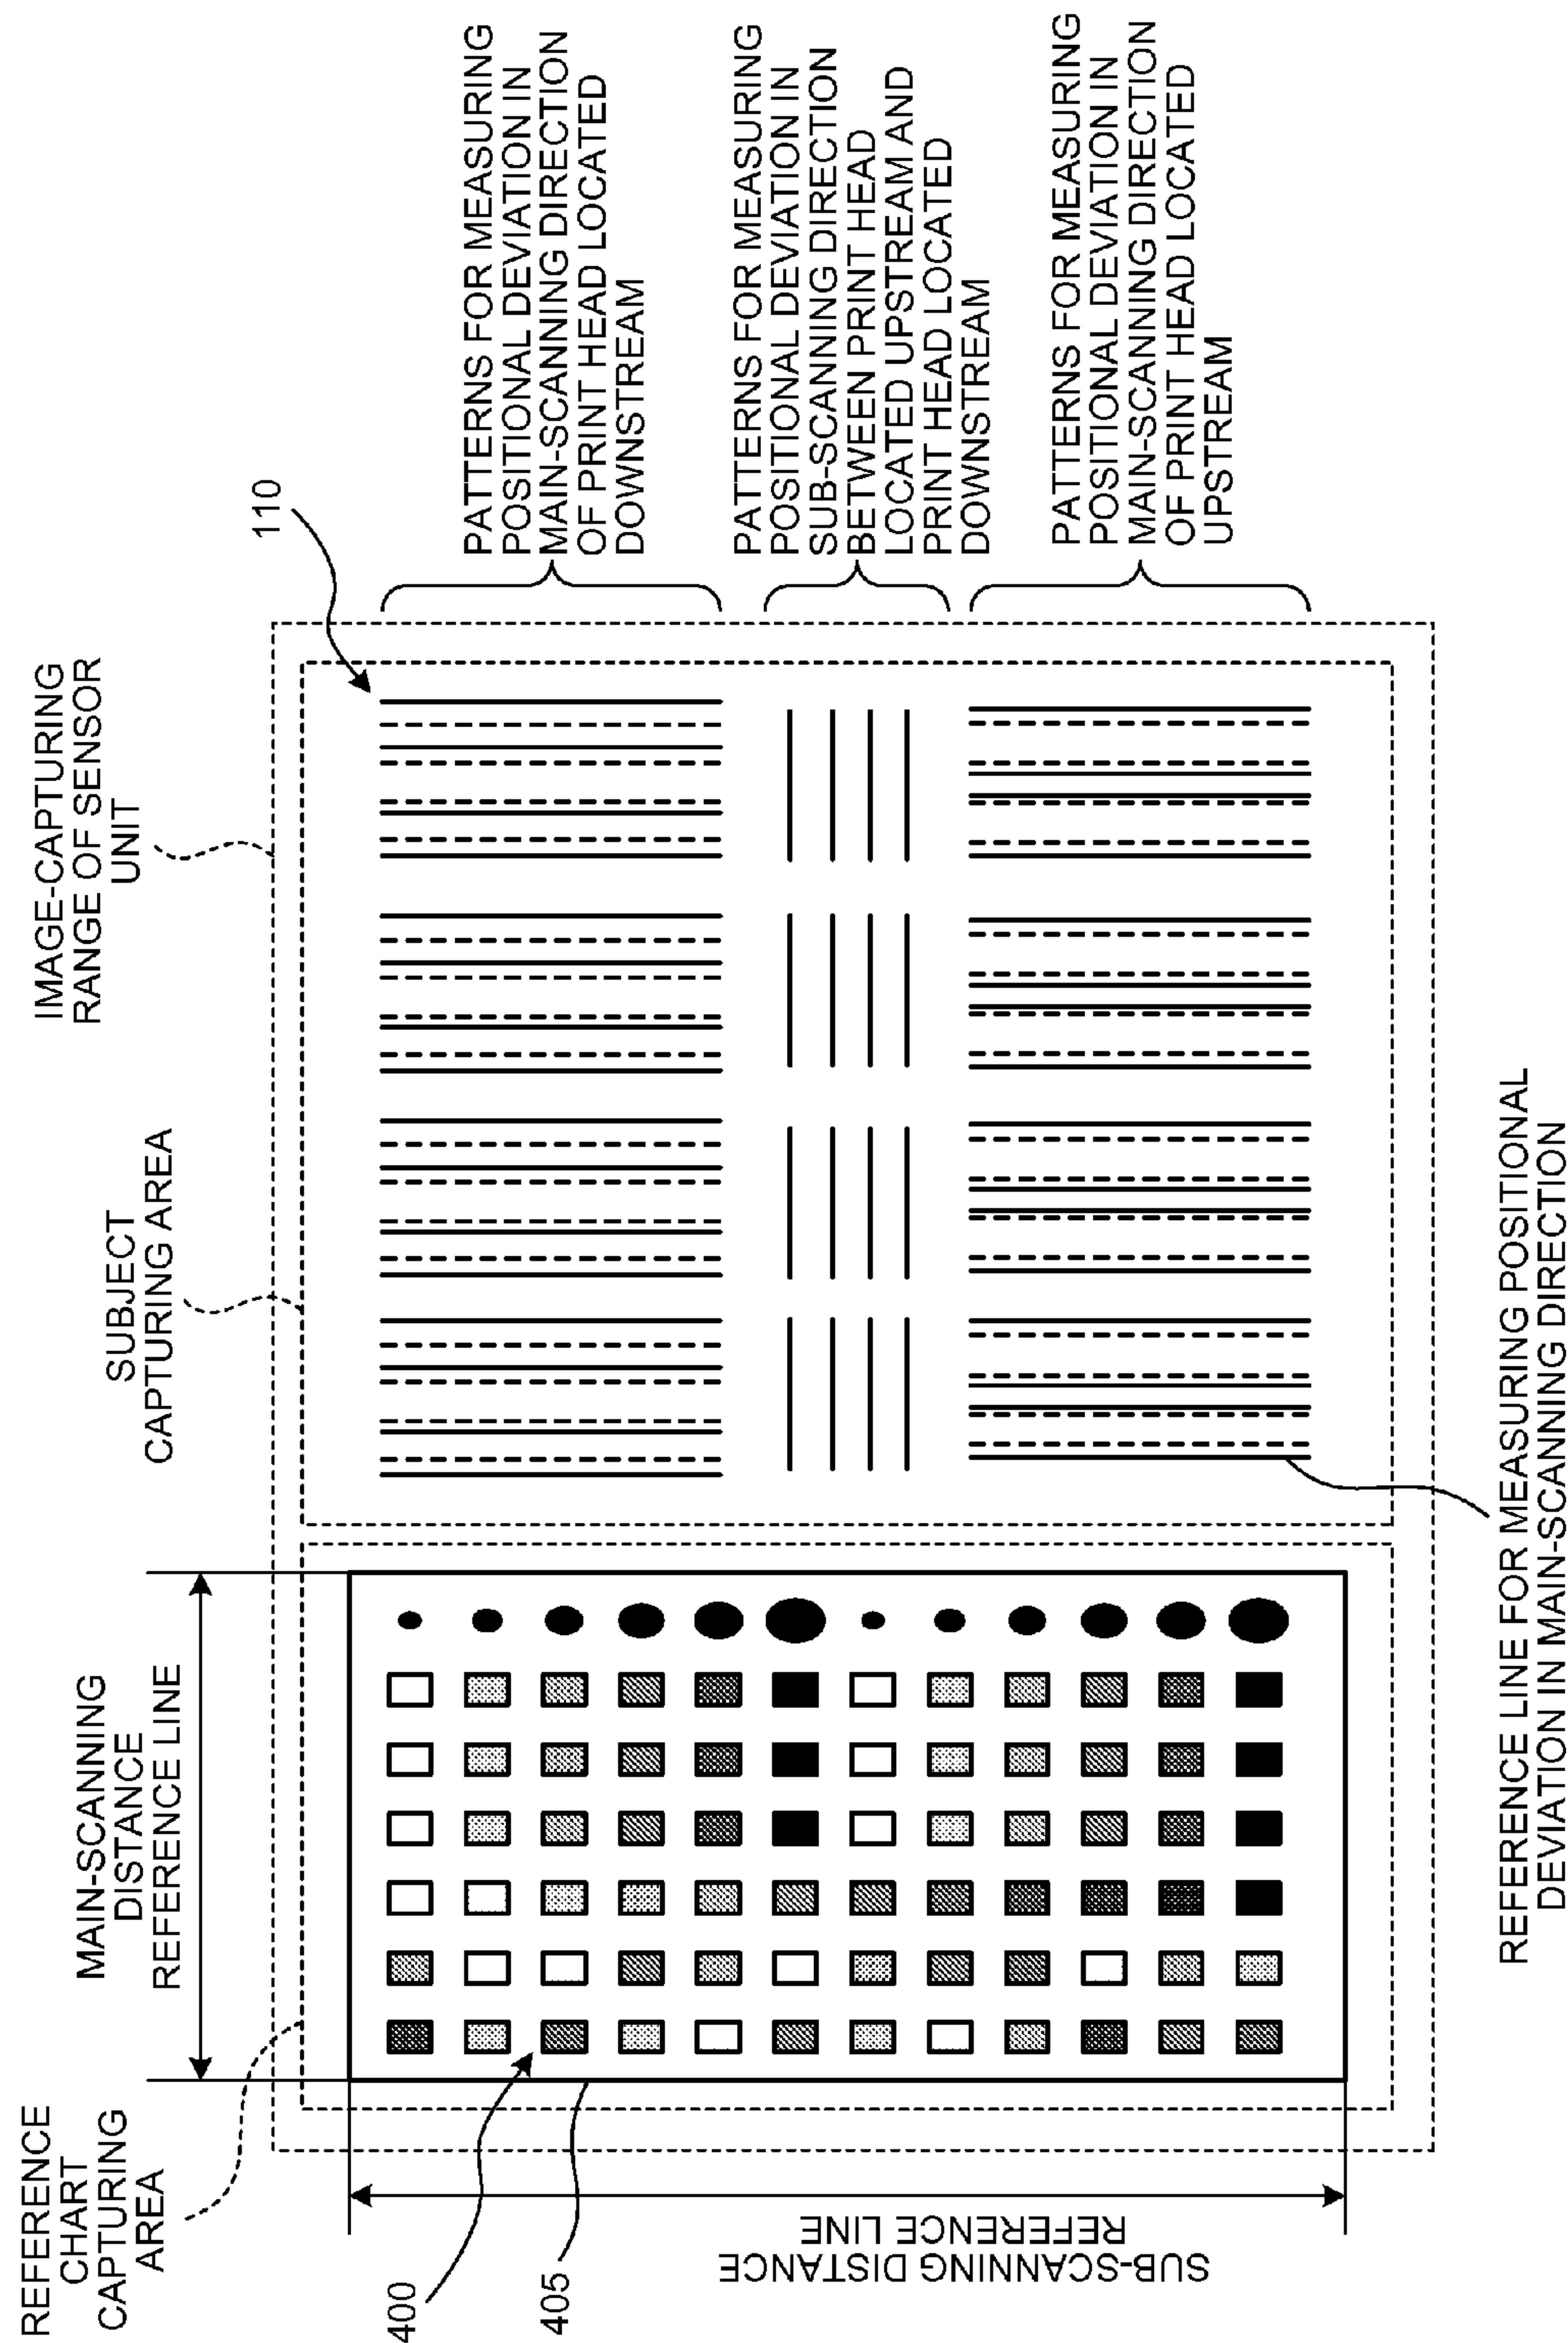 REFERENCE
CHART
CAPTURING
AREA
MAIN-SCANNING
DISTANCE
REFERENCE LINE
SUBJECT
CAPTURING AREA
IMAGE-CAPTURING
RANGE OF SENSOR
UNIT
110
PATTERNS FOR MEASURING
POSITIONAL DEVIATION IN
MAIN-SCANNING DIRECTION
OF PRINT HEAD LOCATED
DOWNSTREAM
PATTERNS FOR MEASURING
POSITIONAL DEVIATION IN
SUB-SCANNING DIRECTION
BETWEEN PRINT HEAD
LOCATED UPSTREAM AND
PRINT HEAD LOCATED
DOWNSTREAM
PATTERNS FOR MEASURING
POSITIONAL DEVIATION IN
MAIN-SCANNING DIRECTION
OF PRINT HEAD LOCATED
UPSTREAM
SUB-SCANNING DISTANCE
REFERENCE LINE
400
405
REFERENCE LINE FOR MEASURING POSITIONAL
DEVIATION IN MAIN-SCANNING DIRECTION